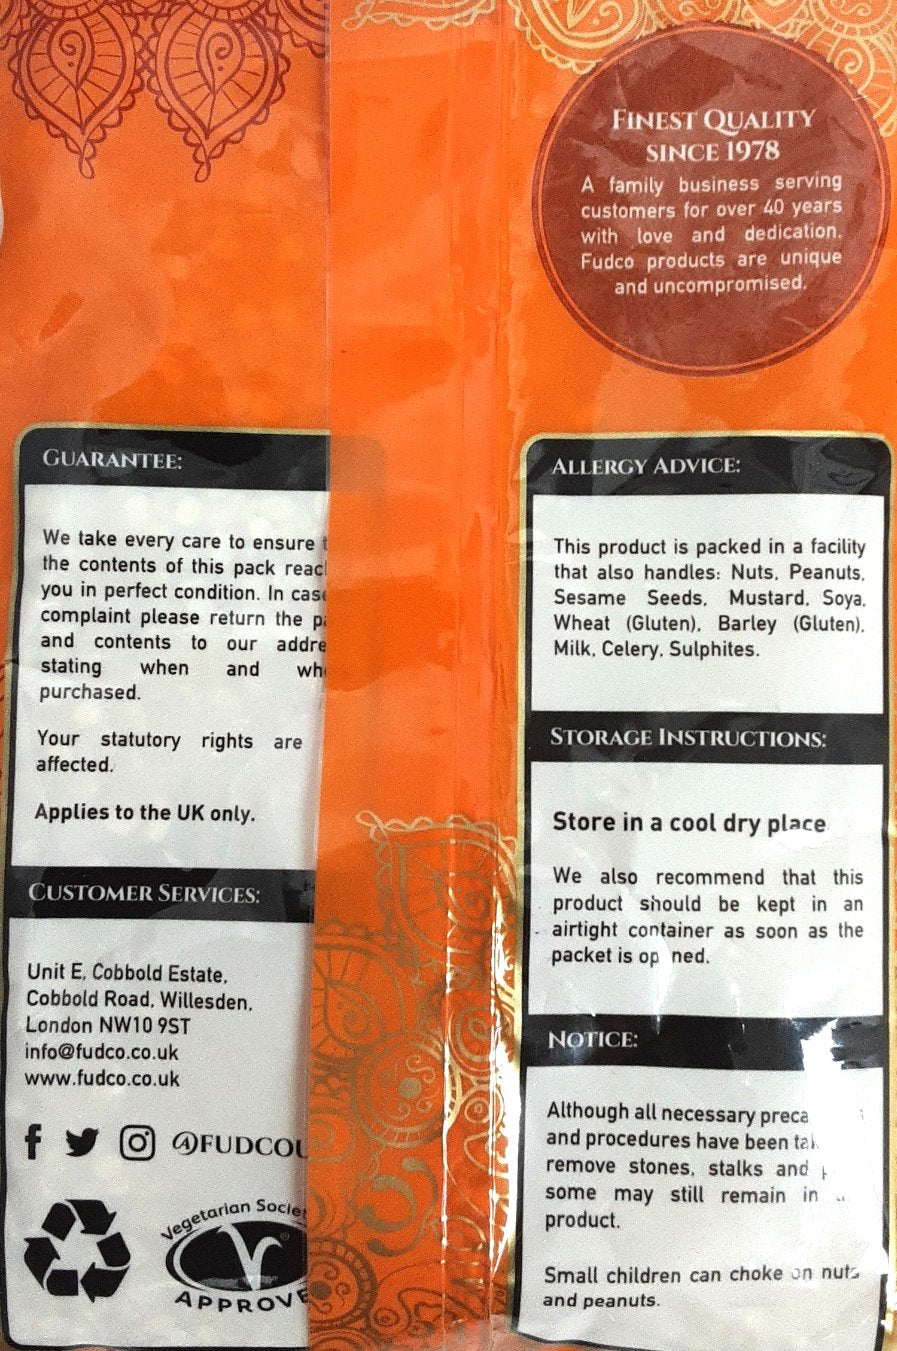 FINEST QUALITY
SINCE 1978
A family business serving
customers for over 40 years
with love and dedication.
Fudco products are unique
and uncompromised.
GUARANTEE:
We take every care to ensure
the contents of this pack
you in perfect condition. In
complaint please return the
and contents to our
stating when and
purchased.
Your statutory rights are
affected.
Applies to the UK only.
CUSTOMER SERVICES:
Unit E, Cobbold Estate,
Cobbold Road, Willesden,
London NW10 9ST
info@fudco.co.uk
www.fudco.co.uk
Vegetarian
ALLERGY ADVICE:
This product is packed in a facility
that also handles: Nuts, Peanuts,
Sesame Seeds, Mustard, Soya,
Wheat (Gluten), Barley (Gluten),
Milk, Celery, Sulphites.
STORAGE INSTRUCTIONS:
Store in a cool dry place
We also recommend that this
product should be kept in an
airtight container as soon as the
packet is opened.
NOTICE:
Although all necessary
and procedures have been
remove stones, stalks and
some may still remain in
product.
Small children can choke on nuts
and peanuts.